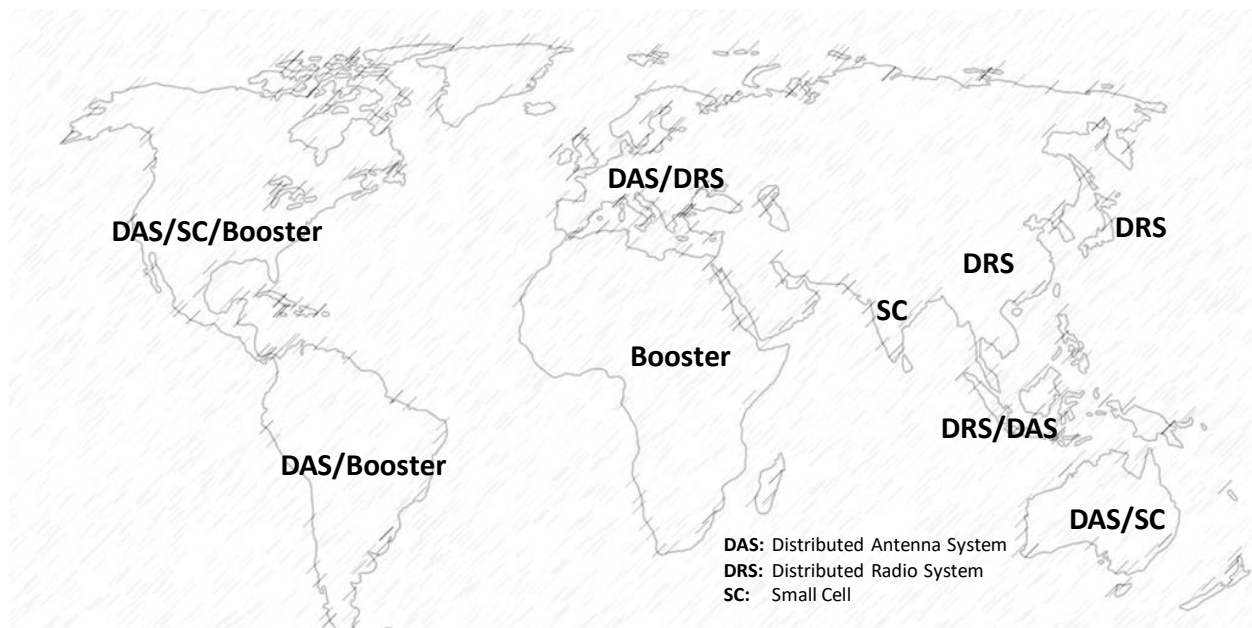 DAS/DRS
DAS/SC/Booster
DRS
DRS
SC
Booster
DRS/DAS
DAS/Booster
DAS/SC
DAS: Distributed Antenna System
DRS: Distributed Radio System
SC: Small Cell